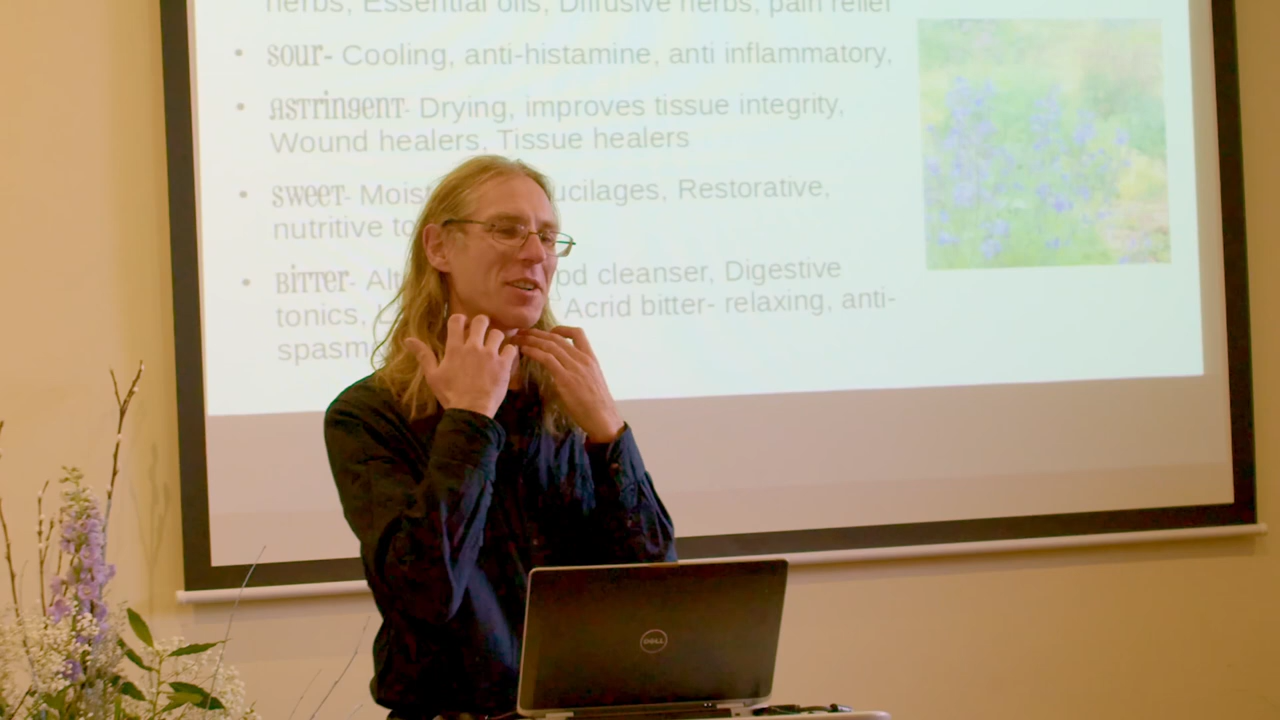 herbs, Essential oils, Diffusive herbs, pain relief
• sour- Cooling, anti-histamine, anti inflammatory,
• Astringent- Drying, improves tissue integrity,
Wound healers, Tissue healers
• sweet- Moist ucilages, Restorative,
nutritive to
• Bitter- Alt od cleanser, Digestive
tonics, L Acrid bitter- relaxing, anti-
spasm
DELL